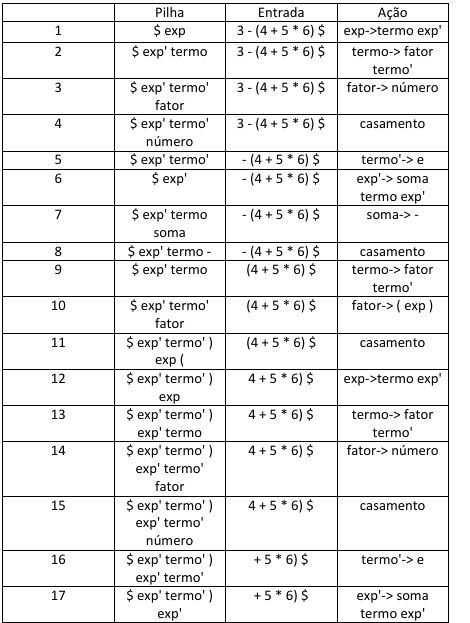 Pilha Entrada Ação
1 $ exp 3 - (4 + 5 * 6) $ exp->termo exp'
2 $ exp' termo 3 - (4 + 5 * 6) $ termo-> fator
termo'
3 $ exp' termo' 3 - (4 + 5 * 6) $ fator-> número
fator
4 $ exp' termo' 3 - (4 + 5 * 6) $ casamento
número
5 $ exp' termo' - (4 + 5 * 6) $ termo'-> e
6 $ exp' - (4 + 5 * 6) $ exp'-> soma
termo exp'
7 $ exp' termo - (4 + 5 * 6) $ soma-> -
soma
8 $ exp' termo - - (4 + 5 * 6) $ casamento
9 $ exp' termo (4 + 5 * 6) $ termo-> fator
termo'
10 $ exp' termo' (4 + 5 * 6) $ fator-> ( exp )
fator
11 $ exp' termo' ) (4 + 5 * 6) $ casamento
exp (
12 $ exp' termo' ) 4 + 5 * 6) $ exp->termo exp'
exp
13 $ exp' termo' ) 4 + 5 * 6) $ termo-> fator
exp' termo termo'
14 $ exp' termo' ) 4 + 5 * 6) $ fator-> número
exp' termo'
fator
15 $ exp' termo' ) 4 + 5 * 6) $ casamento
exp' termo'
número
16 $ exp' termo' ) + 5 * 6) $ termo'-> e
exp' termo'
17 $ exp' termo' ) + 5 * 6) $ exp'-> soma
exp' termo exp'